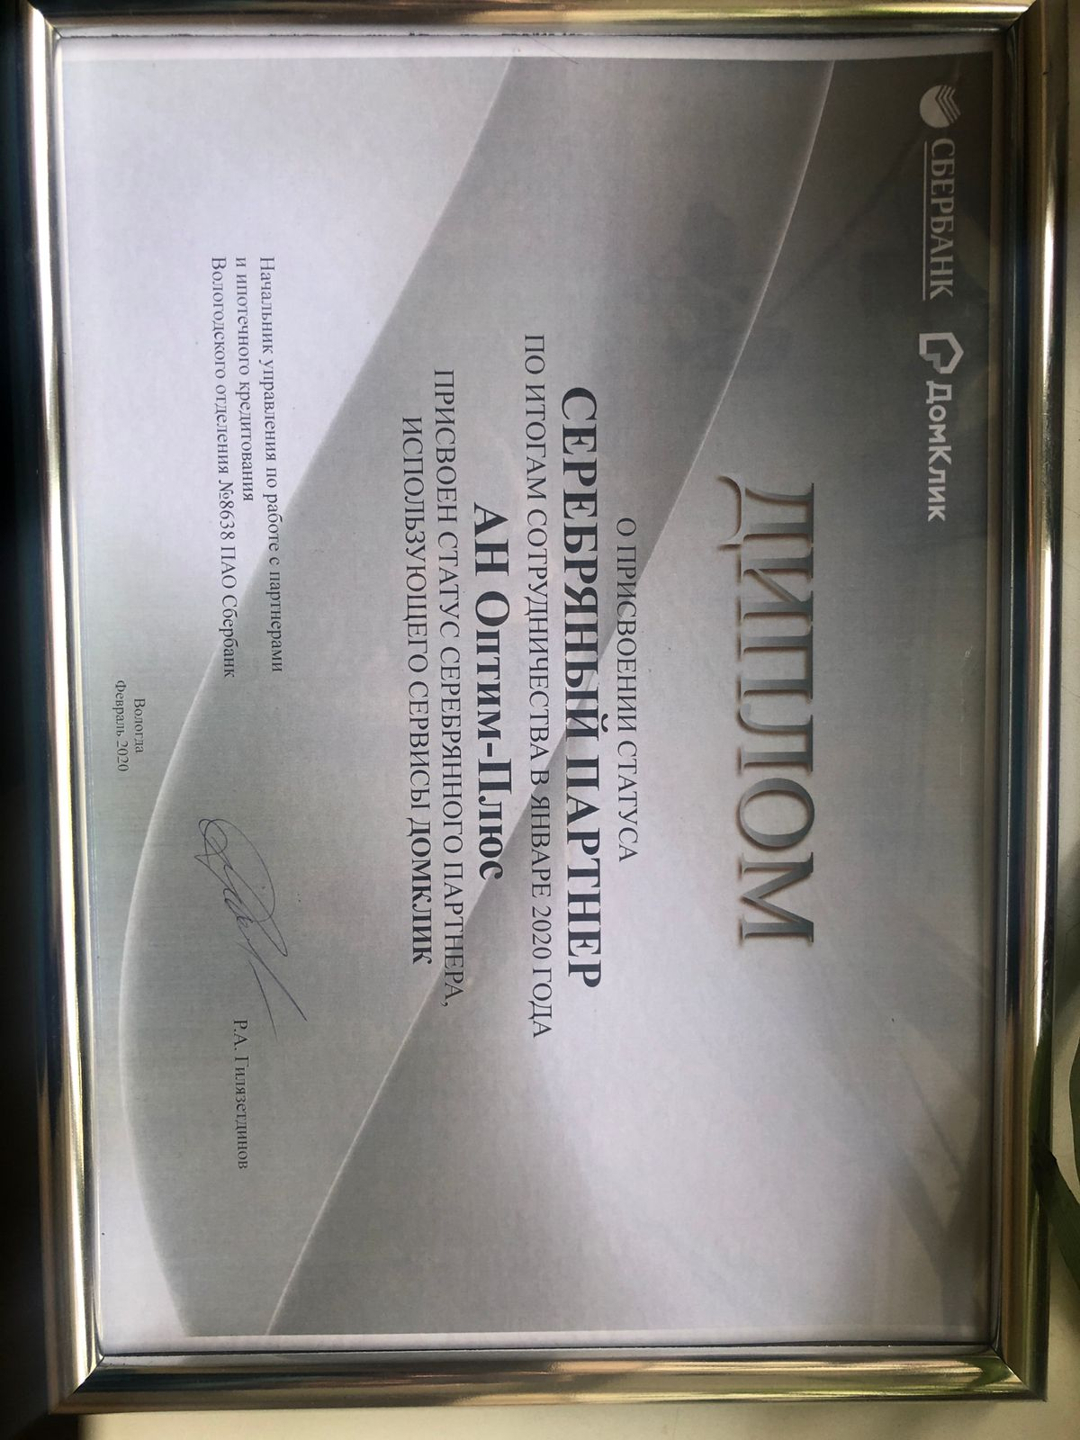 СБЕРБАНК ДомКлик
ДИПЛОМ
О ПРИСВОЕНИИ СТАТУСА
СЕРЕБРЯНЫЙ ПАРТНЕР
ПО ИТОГАМ СОТРУДНИЧЕСТВА В ЯНВАРЕ 2020 ГОДА
АН Оптим-Плюс
ПРИСВОЕН СТАТУС СЕРЕБРЯННОГО ПАРТНЕРА,
ИСПОЛЬЗУЮЩЕГО СЕРВИСЫ ДОМКЛИК
Начальник управления по работе с партнерами
и ипотечного кредитования
Вологодского отделения №8638 ПАО Сбербанк
Р.А. Гилязетдинов
Вологда
Февраль 2020